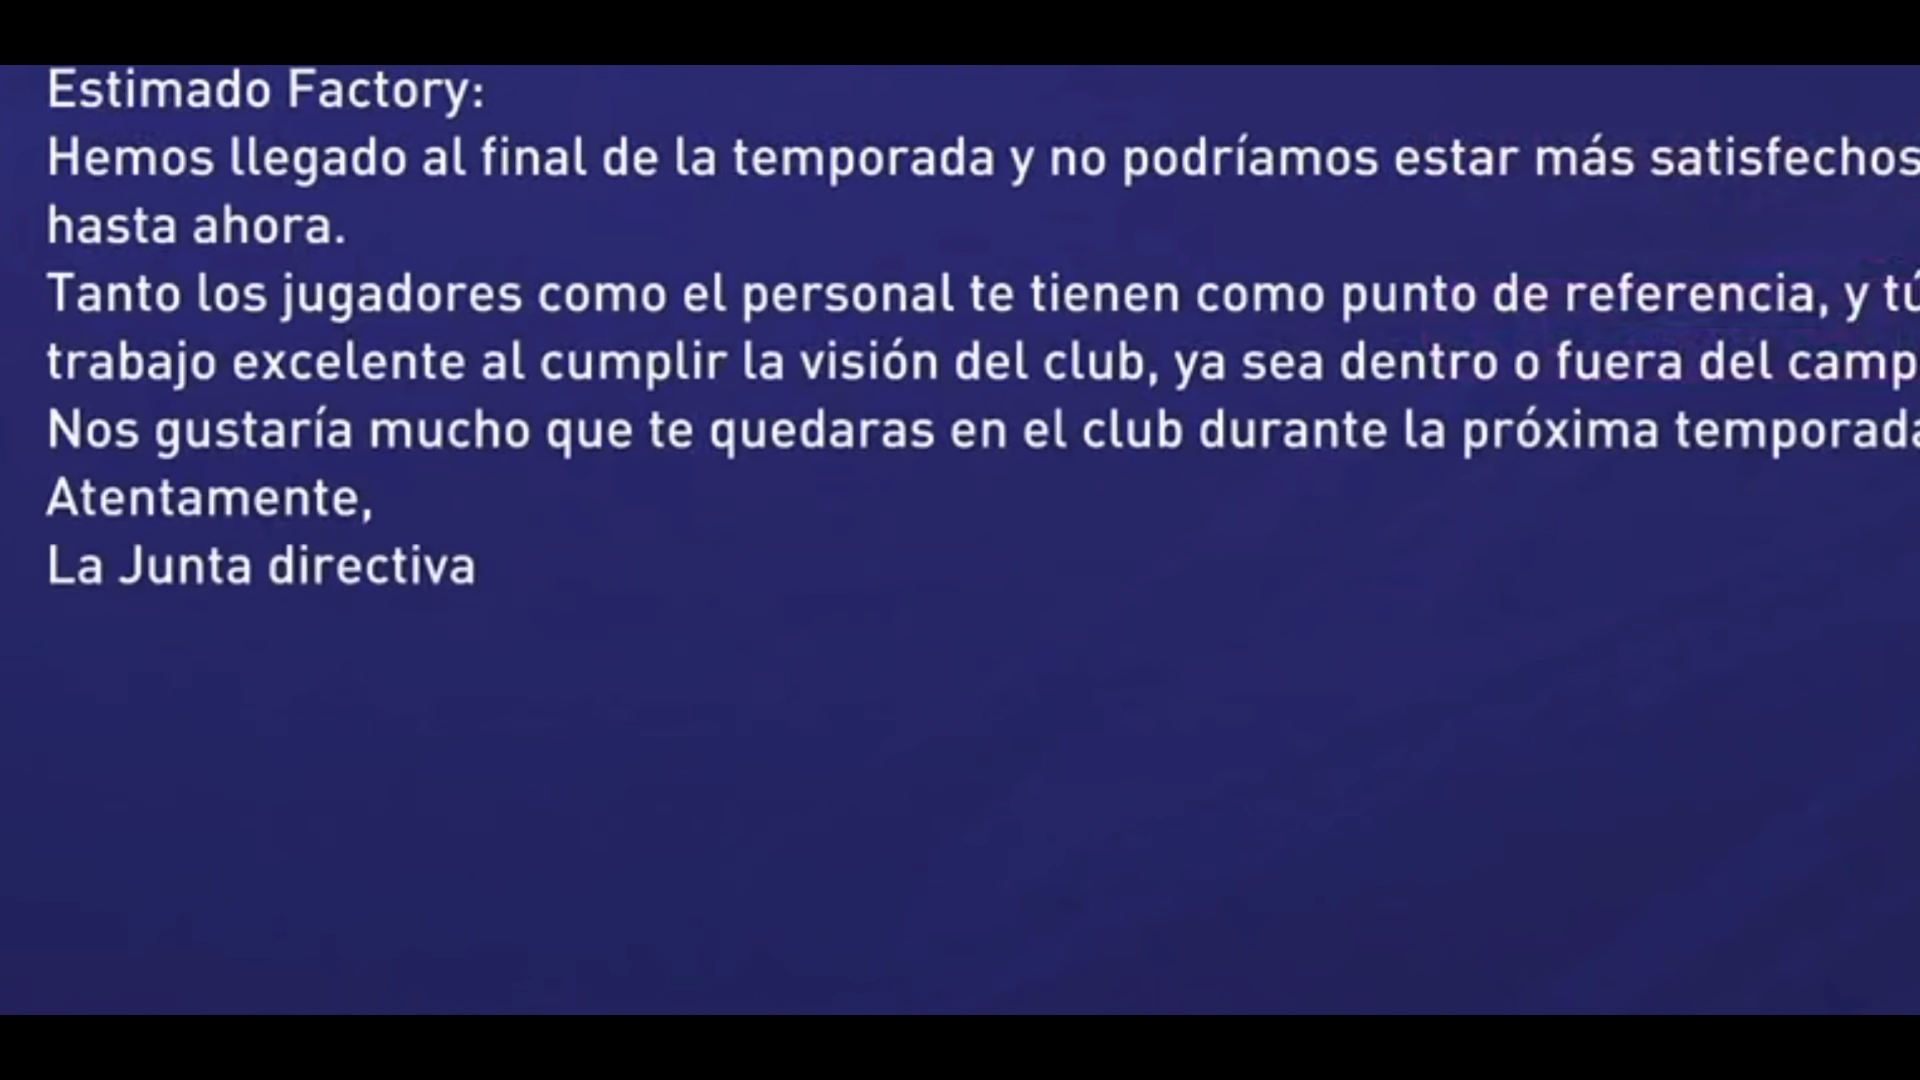 Estimado Factory:
Hemos llegado al final de la temporada y no podríamos estar más satisfechos
hasta ahora.
Tanto los jugadores como el personal te tienen como punto de referencia, y tú
trabajo excelente al cumplir la visión del club, ya sea dentro o fuera del camp
Nos gustaría mucho que te quedaras en el club durante la próxima temporada
Atentamente,
La Junta directiva